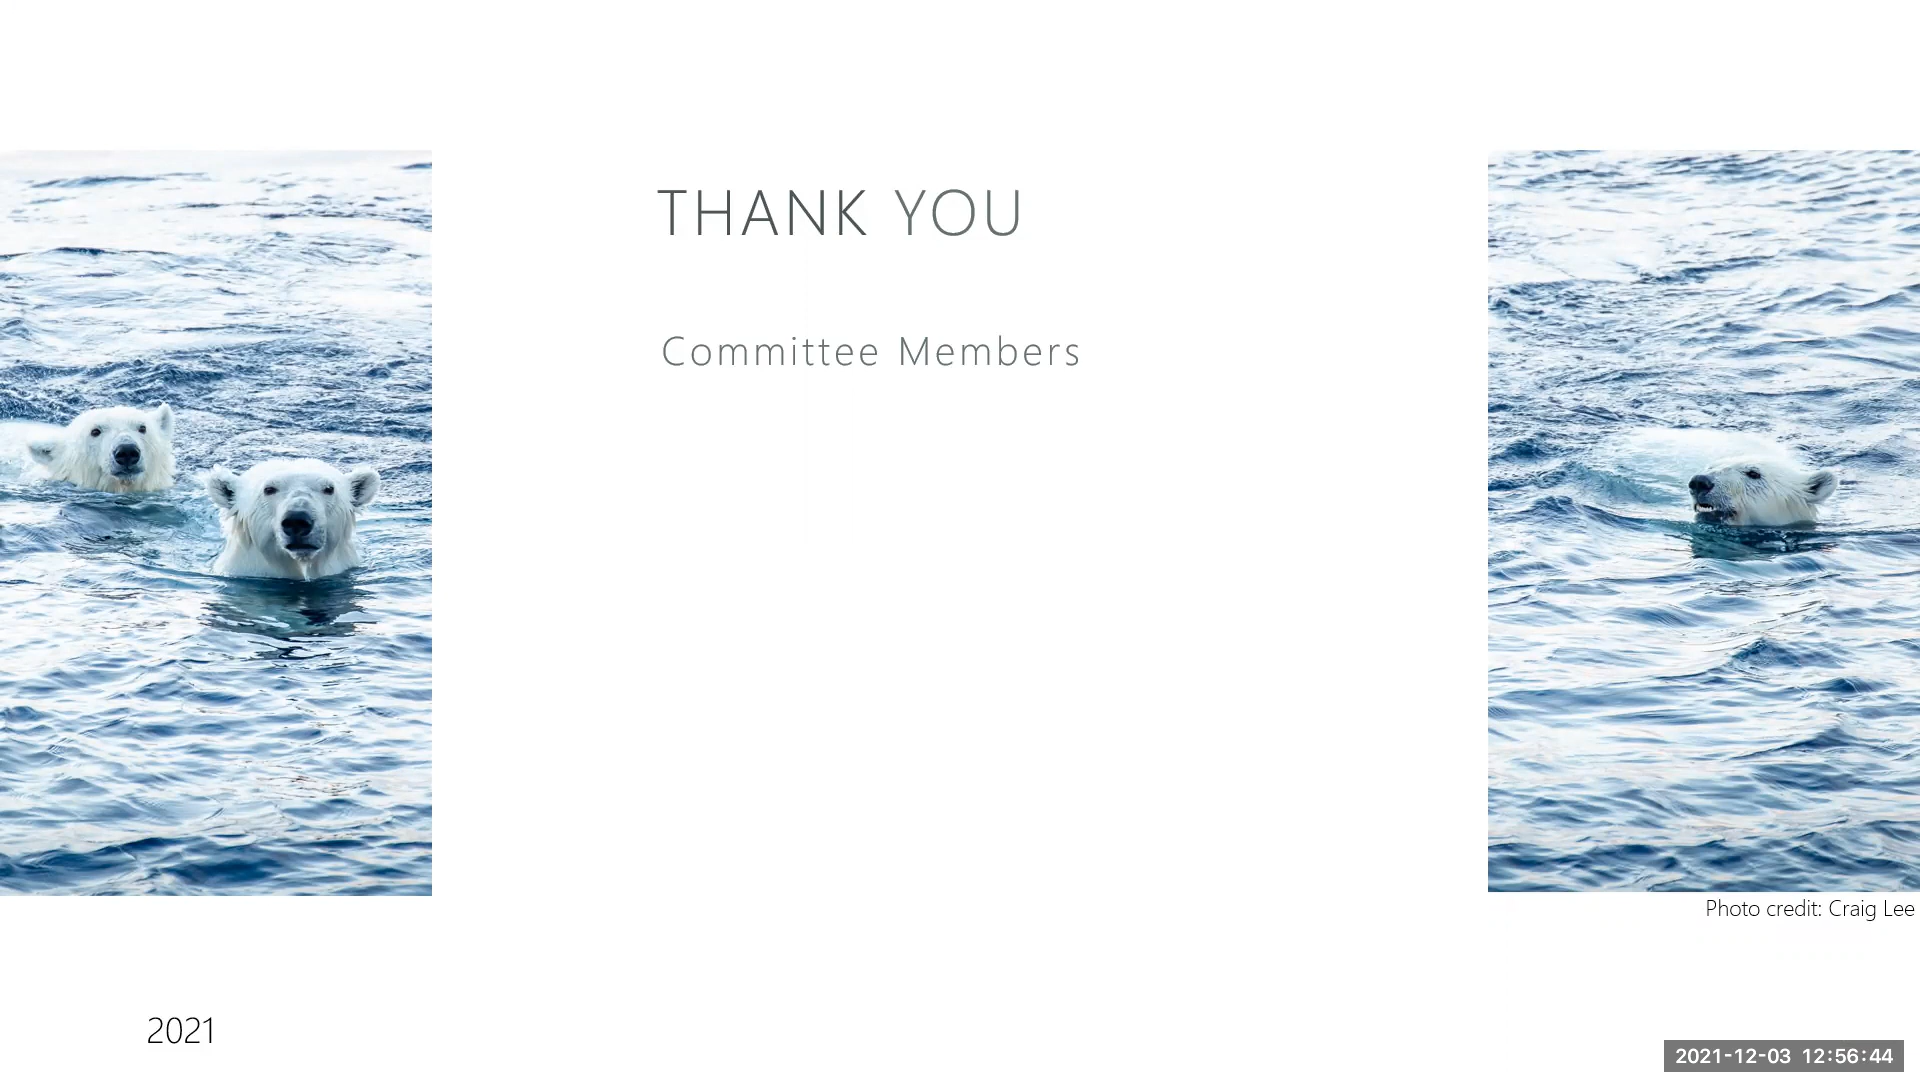 THANK YOU
Committee Members
Photo credit: Craig Lee
2021
2021-12-03 12:56:44